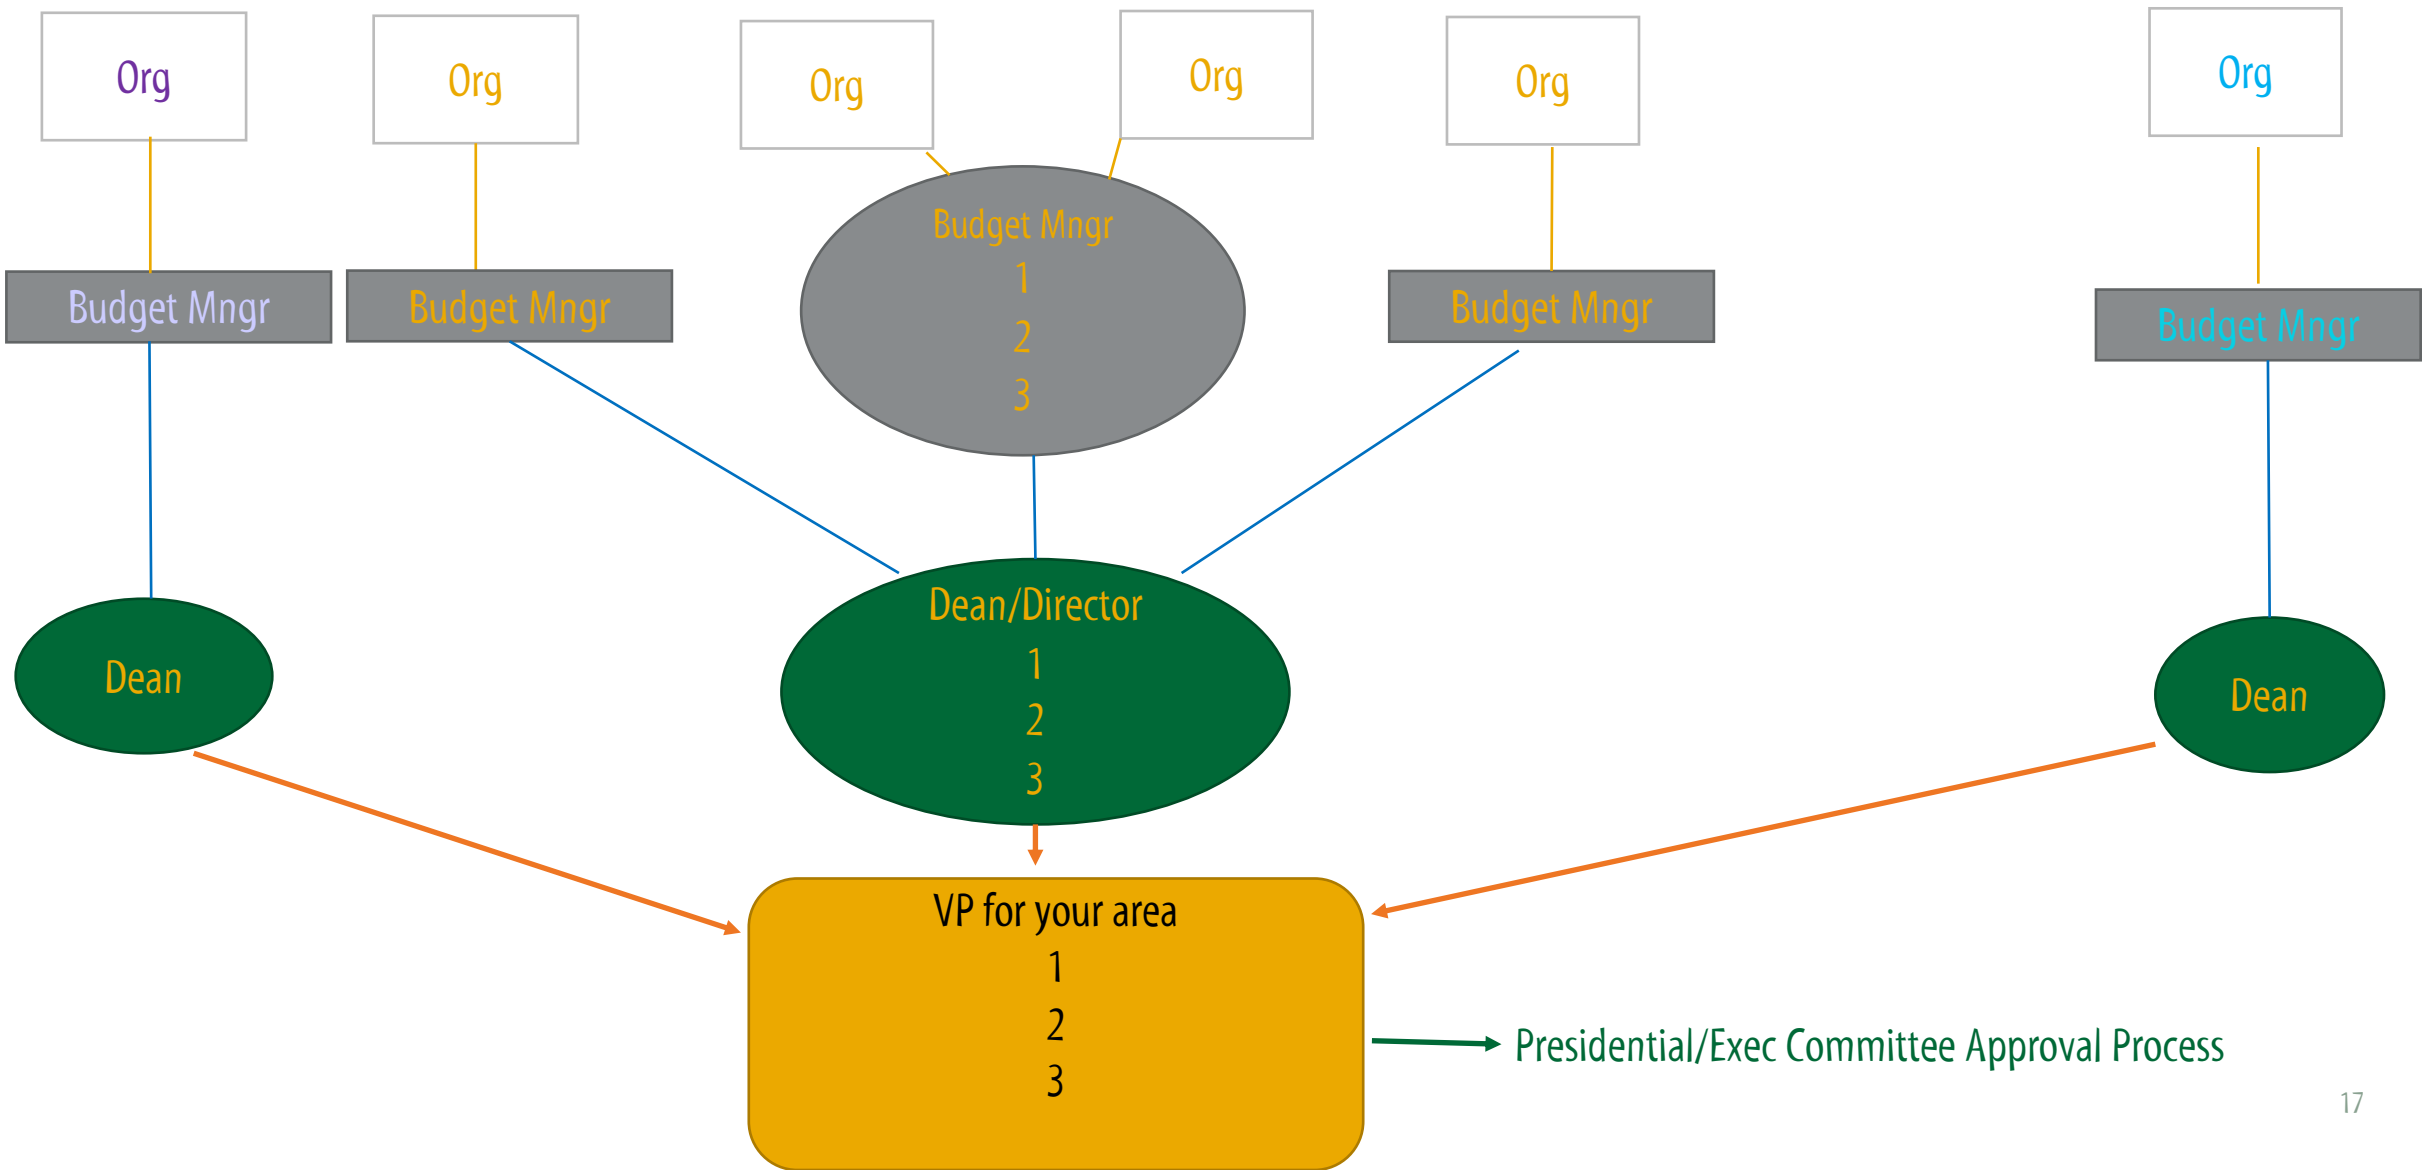 Org
Org
Org
Org
Org
Org
Budget Mngr
Budget Mngr
Budget Mngr
1
2
3
Budget Mngr
Budget Mngr
Dean
Dean/Director
1
2
3
Dean
VP for your area
1
2
3
Presidential/Exec Committee Approval Process
17